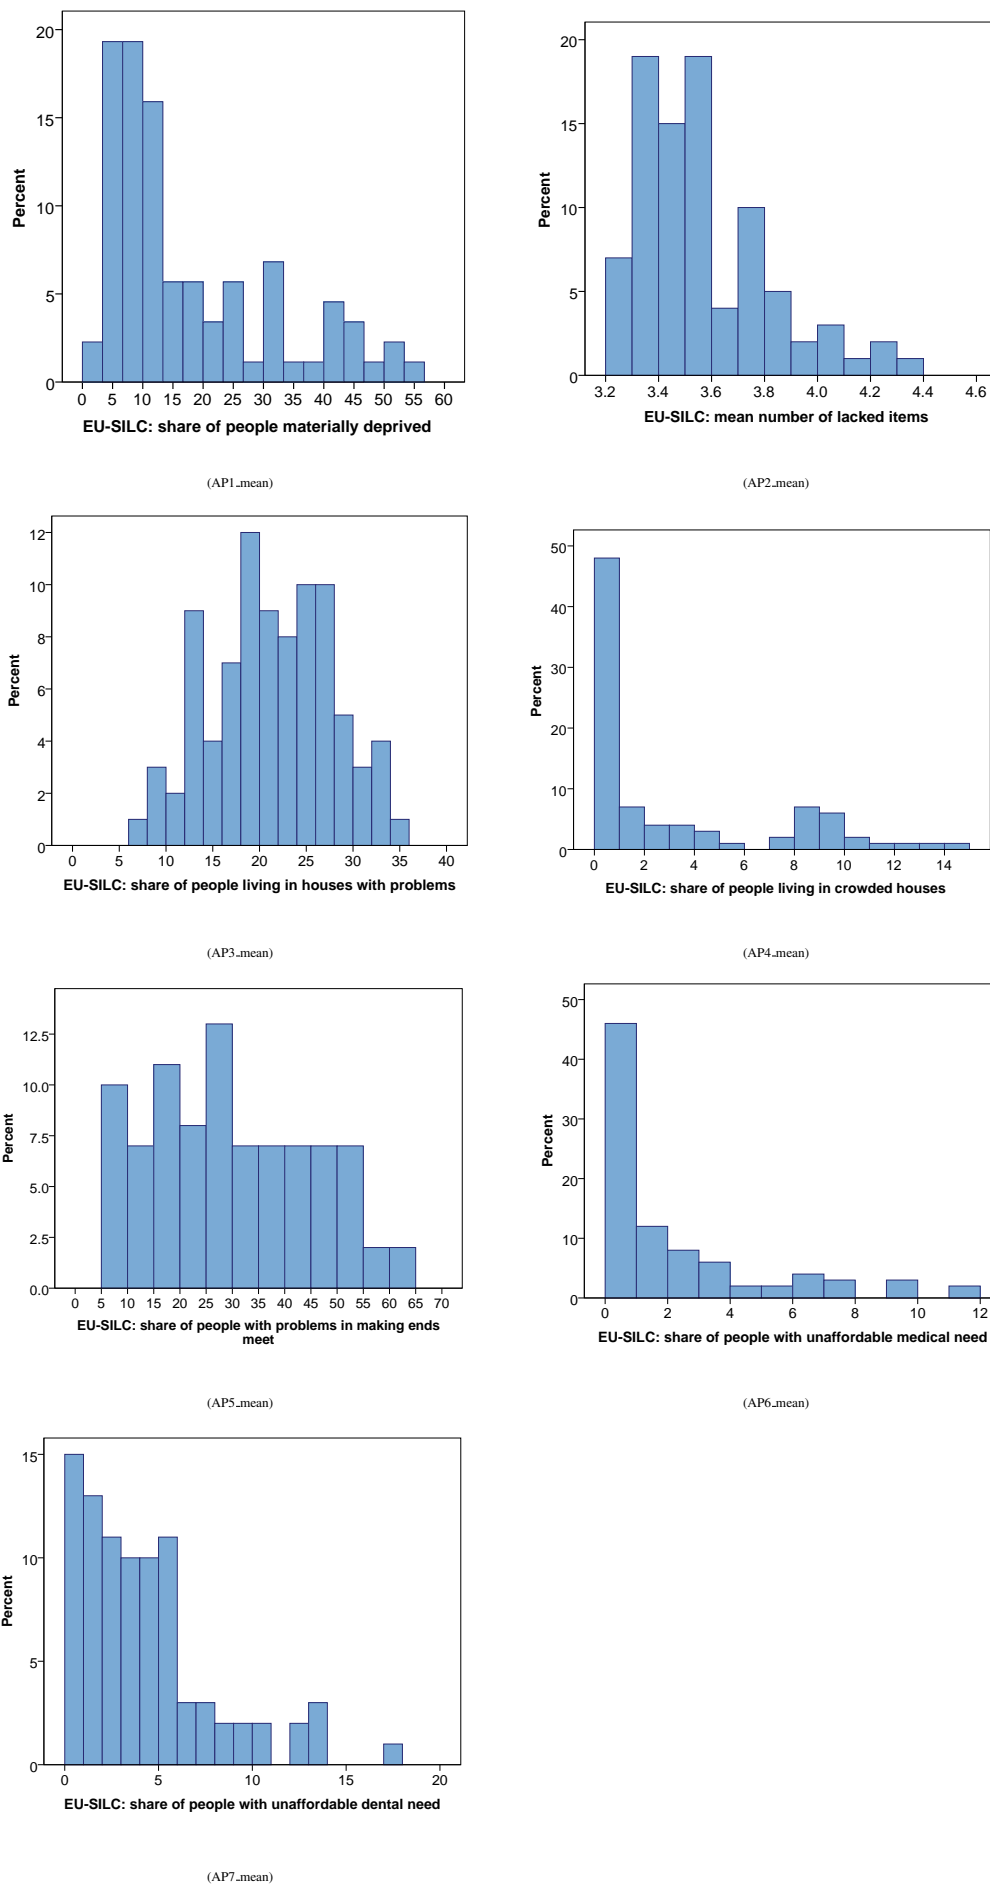 20
15
10
5
0
Percent
0 5 10 15 20 25 30 35 40 45 50 55 60
EU-SILC: share of people materially deprived
(AP1_mean)
20
15
10
5
0
Percent
3.2 3.4 3.6 3.8 4.0 4.2 4.4 4.6
EU-SILC: mean number of lacked items
(AP2_mean)
12
10
8
6
4
2
0
Percent
0 5 10 15 20 25 30 35 40
EU-SILC: share of people living in houses with problems
(AP3_mean)
50
40
30
20
10
0
Percent
0 2 4 6 8 10 12 14
EU-SILC: share of people living in crowded houses
(AP4_mean)
12.5
10.0
7.5
5.0
2.5
0.0
Percent
0 5 10 15 20 25 30 35 40 45 50 55 60 65 70
EU-SILC: share of people with problems in making ends
meet
(AP5_mean)
50
40
30
20
10
0
Percent
0 2 4 6 8 10 12
EU-SILC: share of people with unaffordable medical need
(AP6_mean)
15
10
5
0
Percent
0 5 10 15 20
EU-SILC: share of people with unaffordable dental need
(AP7_mean)